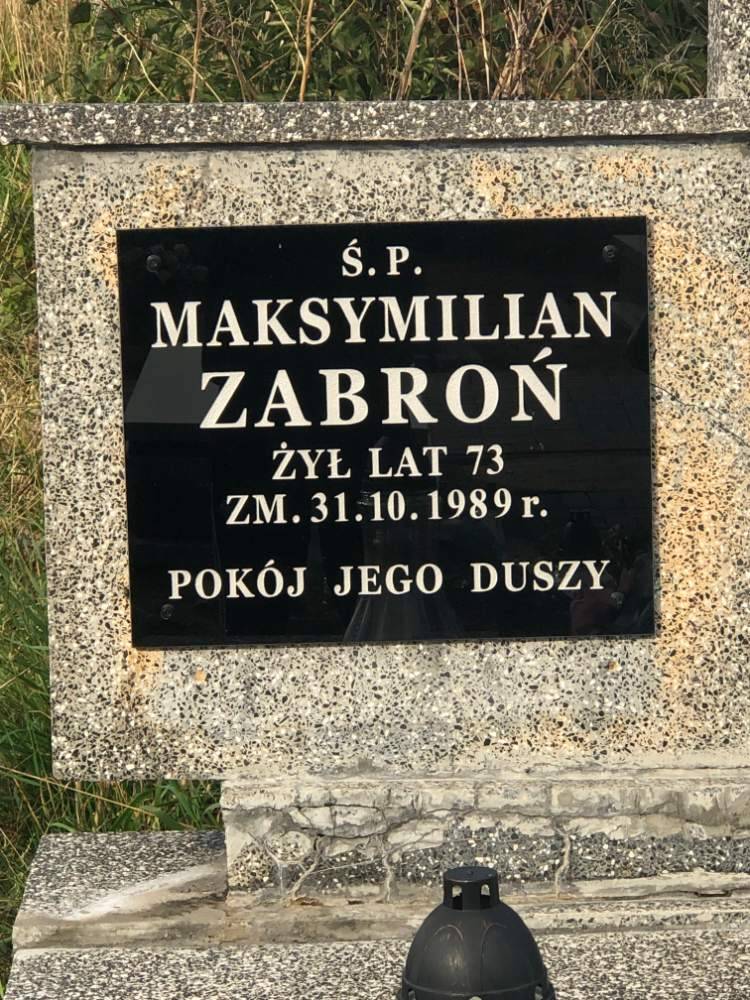 Ś. P.
MAKSYMILIAN
ZABROŃ
ŻYŁ LAT 73
ZM. 31.10.1989 r.
POKÓJ JEGO DUSZY